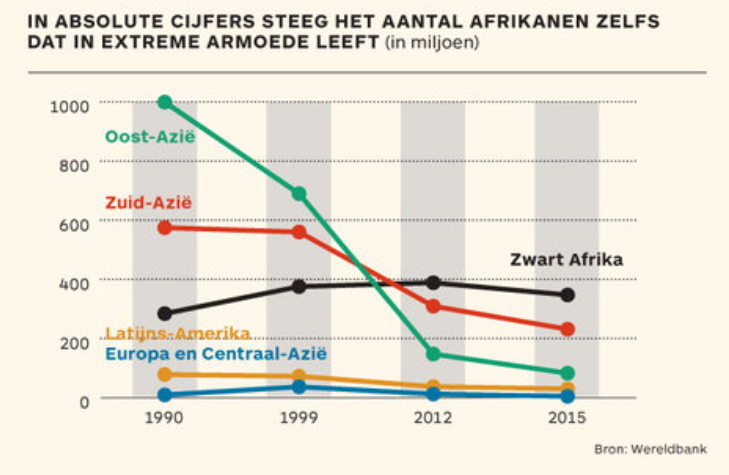 IN ABSOLUTE CIJFERS STEEG HET AANTAL AFRIKANEN ZELFS
DAT IN EXTREME ARMOEDE LEEFT (in miljoen)
1000
Oost-Azië
800
Zuid-Azië
600
Zwart Afrika
400
Latijns-Amerika
200
Europa en Centraal-Azië
0
1990 1999 2012 2015
Bron: Wereldbank